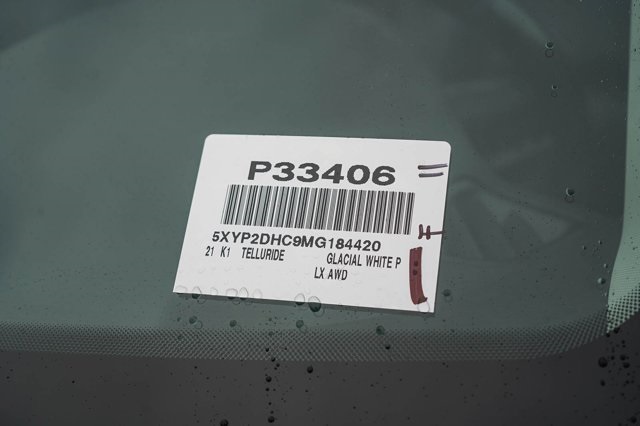 P33406
5XYP2DHC9MG184420
21 K1 TELLURIDE GLACIAL WHITE P
LX AWD